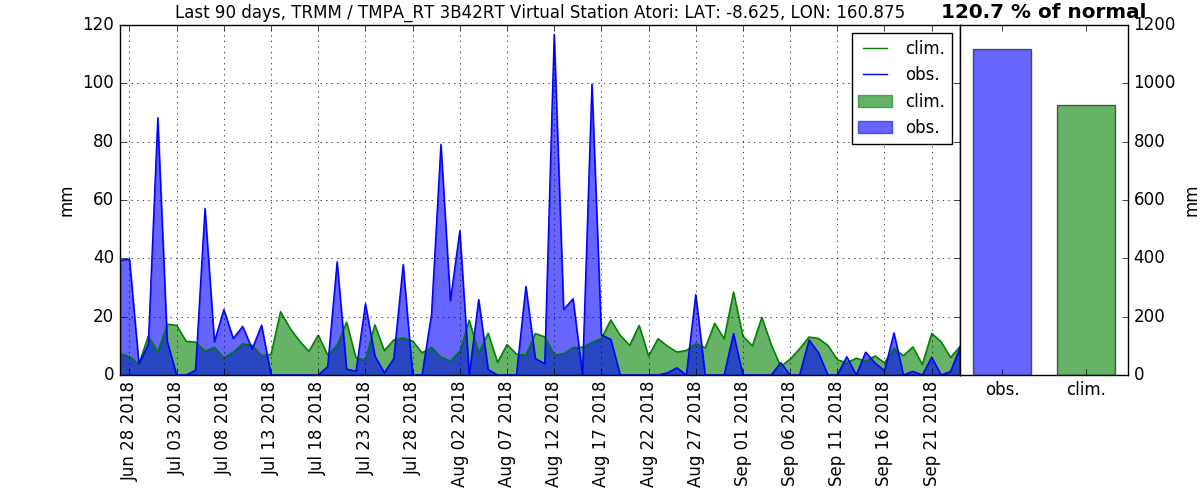 Last 90 days, TRMM / TMPA_RT 3B42RT Virtual Station Atori: LAT: -8.625, LON: 160.875
120.7 % of normal
120
100
80
60
40
20
0
mm
clim.
obs.
clim.
obs.
Jun 28 2018
Jul 03 2018
Jul 08 2018
Jul 13 2018
Jul 18 2018
Jul 23 2018
Jul 28 2018
Aug 02 2018
Aug 07 2018
Aug 12 2018
Aug 17 2018
Aug 22 2018
Aug 27 2018
Sep 01 2018
Sep 06 2018
Sep 11 2018
Sep 16 2018
Sep 21 2018
1200
1000
800
600
400
200
0
mm
obs.
clim.